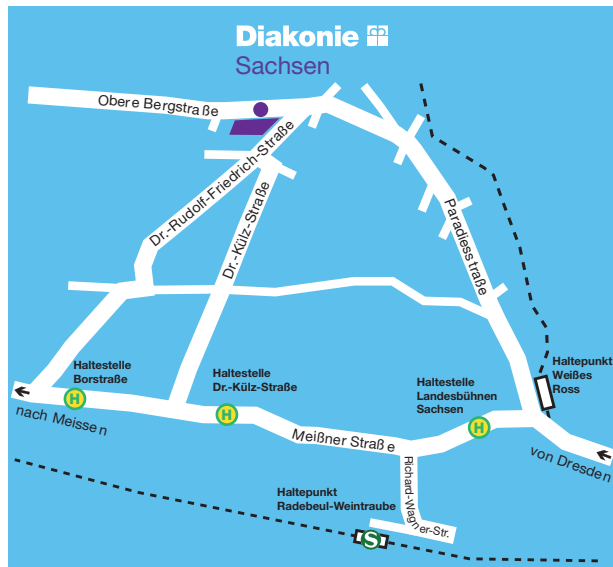 Diakonie
Sachsen
Obere Bergstraße
Dr.-Rudolf-Friedrich-Straße
Dr.-Külz-Straße
Paradiesstraße
Haltestelle
Borstraße
Haltestelle
Dr.-Külz-Straße
Haltestelle
Landesbühnen
Sachsen
Haltepunkt
Weißes
Ross
H
H
H
nach Meissen
Meißner Straße
von Dresden
Richard-Wagner-Str.
Haltepunkt
Radebeul-Weintraube
S